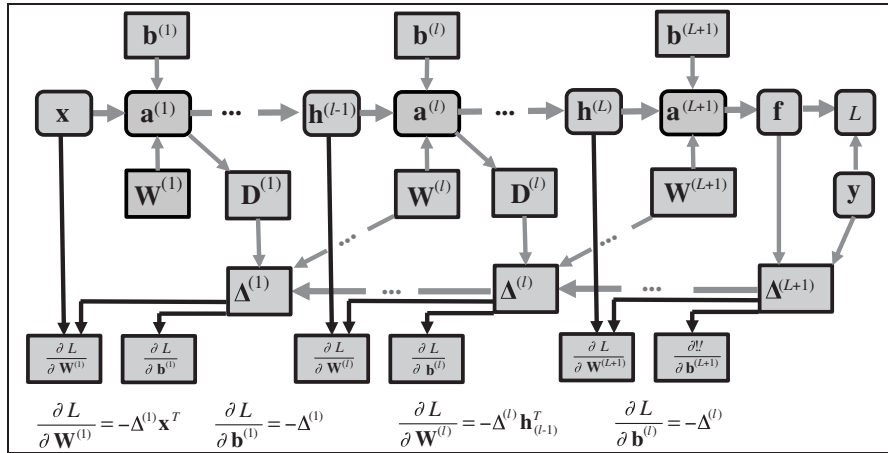 b^(1) b^(l) b^(L+1)
x a^(1) ... h^(l-1) a^(l) ... h^(L) a^(L+1) f L
W^(1) D^(1) W^(l) D^(l) W^(L+1) y
... ...
Δ^(1) ... Δ^(l) ... Δ^(L+1)
∂ L / ∂ W^(1) ∂ L / ∂ b^(1) ∂ L / ∂ W^(l) ∂ L / ∂ b^(l) ∂ L / ∂ W^(L+1) ∂!.! / ∂ b^(L+1)
∂ L / ∂ W^(1) = -Δ^(1) x^T ∂ L / ∂ b^(1) = -Δ^(1) ∂ L / ∂ W^(l) = -Δ^(l) h^T_(l-1) ∂ L / ∂ b^(l) = -Δ^(l)